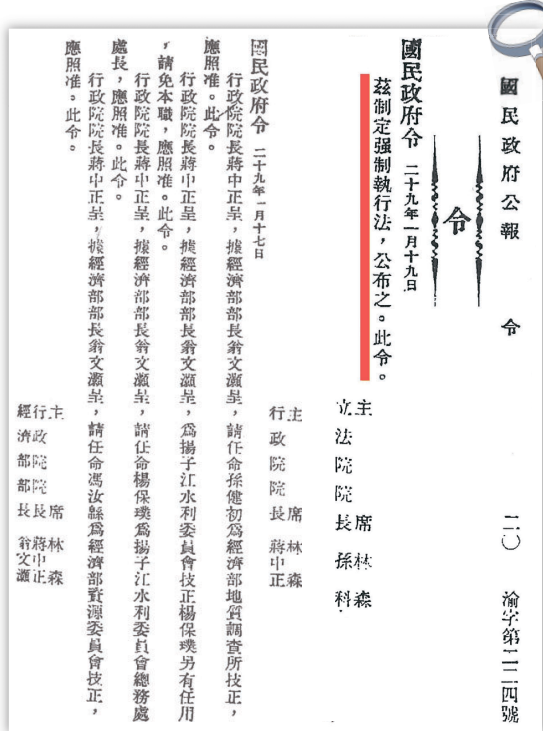 國民政府公報 令 二〇 渝字第二二四號
令
國民政府令 二十九年一月十九日
茲制定强制執行法，公布之。此令。
主席林森
立法院院長孫科
主席林森
行政院院長蔣中正
國民政府令 二十九年一月十七日
行政院院長蔣中正呈，據經濟部部長翁文灝呈，請任命孫健初爲經濟部地質調查所技正，
應照准。此令。
行政院院長蔣中正呈，據經濟部部長翁文灝呈，爲揚子江水利委員會技正楊保璞另有任用
，請免本職，應照准。此令。
行政院院長蔣中正呈，據經濟部部長翁文灝呈，請任命楊保璞爲揚子江水利委員會總務處
處長，應照准。此令。
行政院院長蔣中正呈，據經濟部部長翁文灝呈，請任命馮汝緜爲經濟部資源委員會技正，
應照准。此令。
主席林森
行政院院長蔣中正
經濟部部長翁文灝